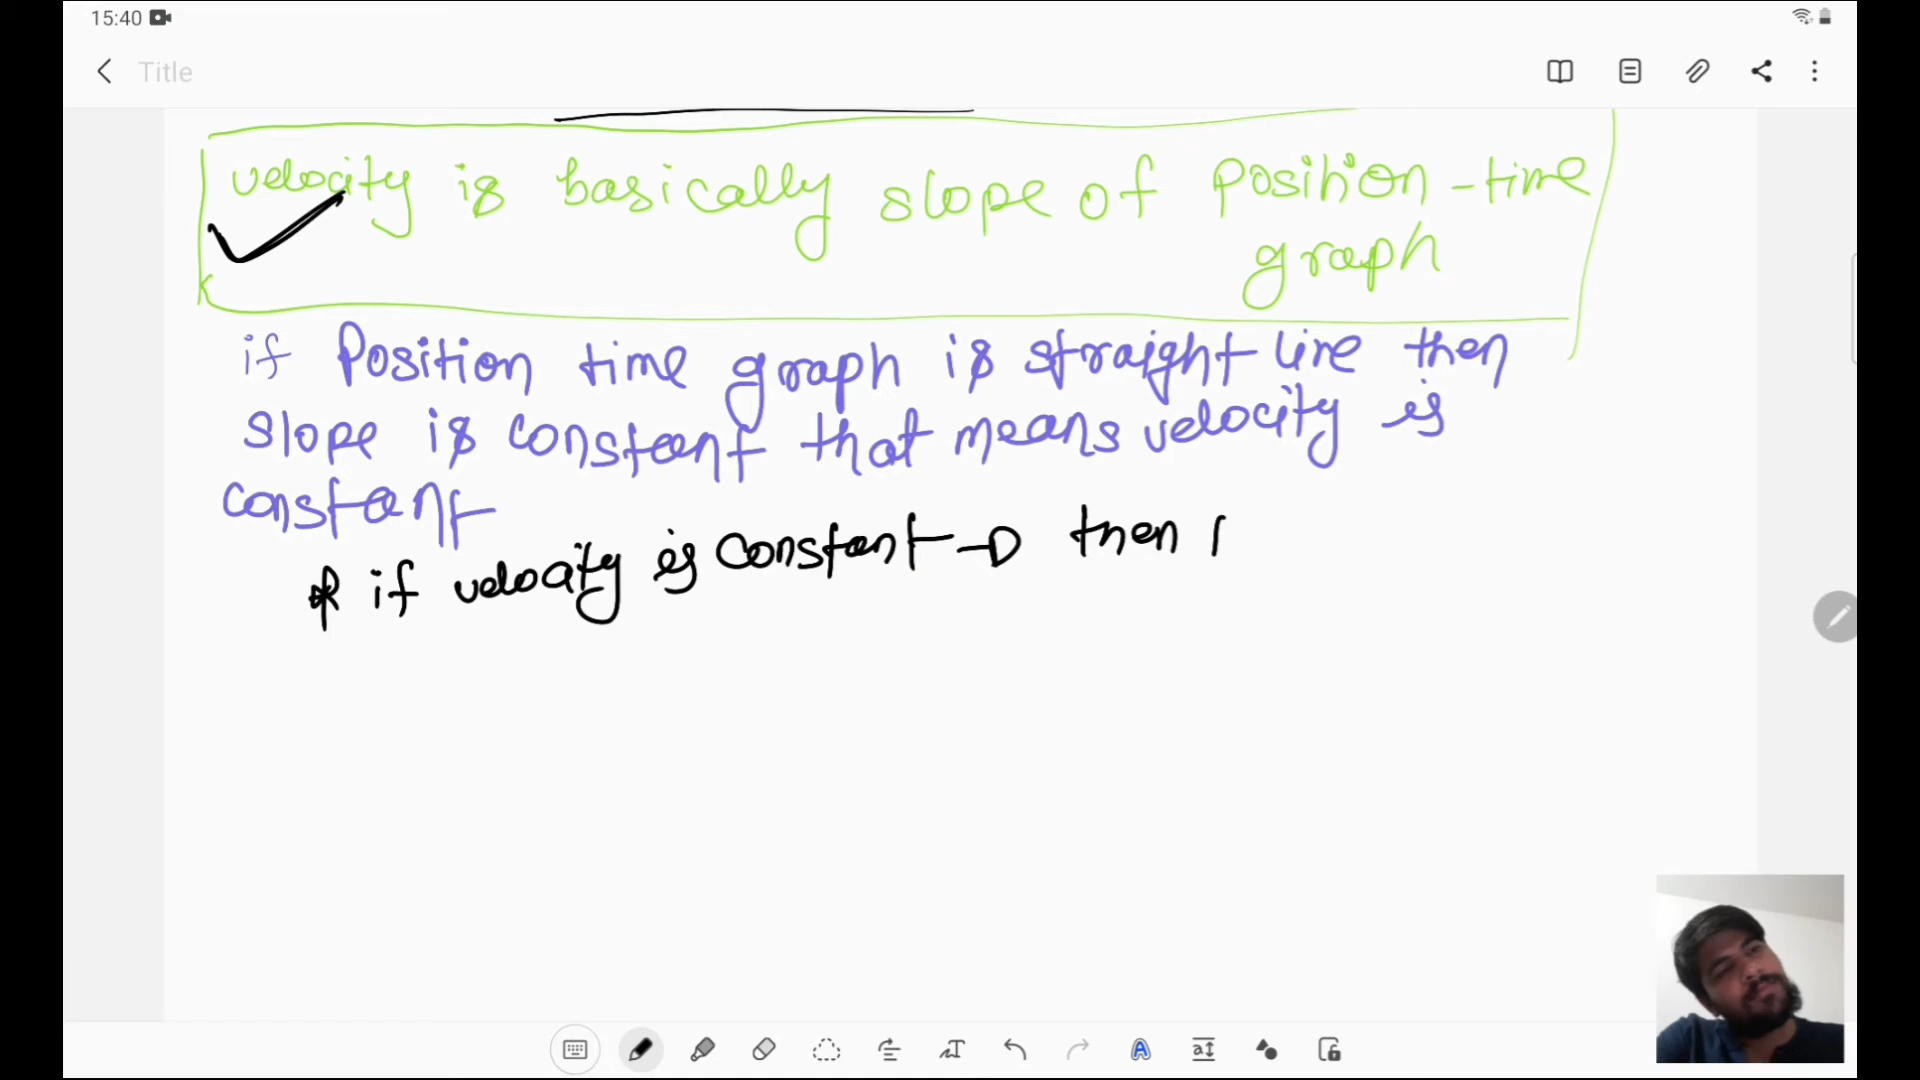 15:40
Title
velocity is basically slope of position-time
graph
if Position time graph is straight line then
slope is constant that means velocity is
constant
* if velocity is constant → then